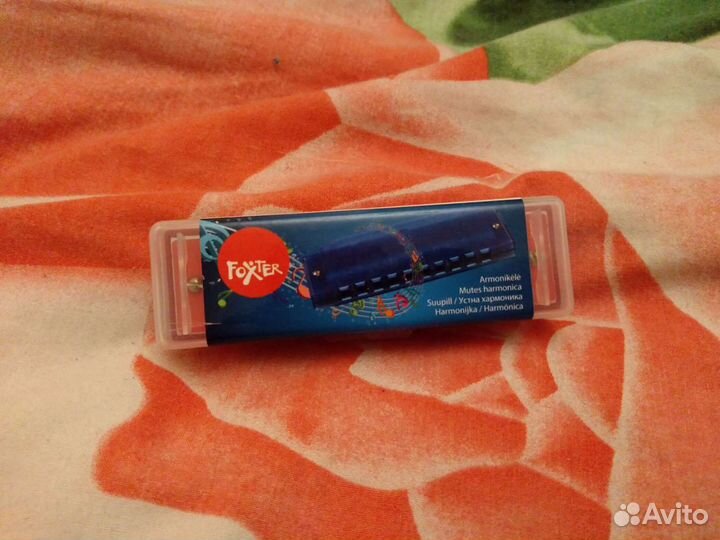 FOXTER
Armonikėlė
Mutes harmonica
Suupill / Устна хармоника
Harmonijka / Harmónica
Avito